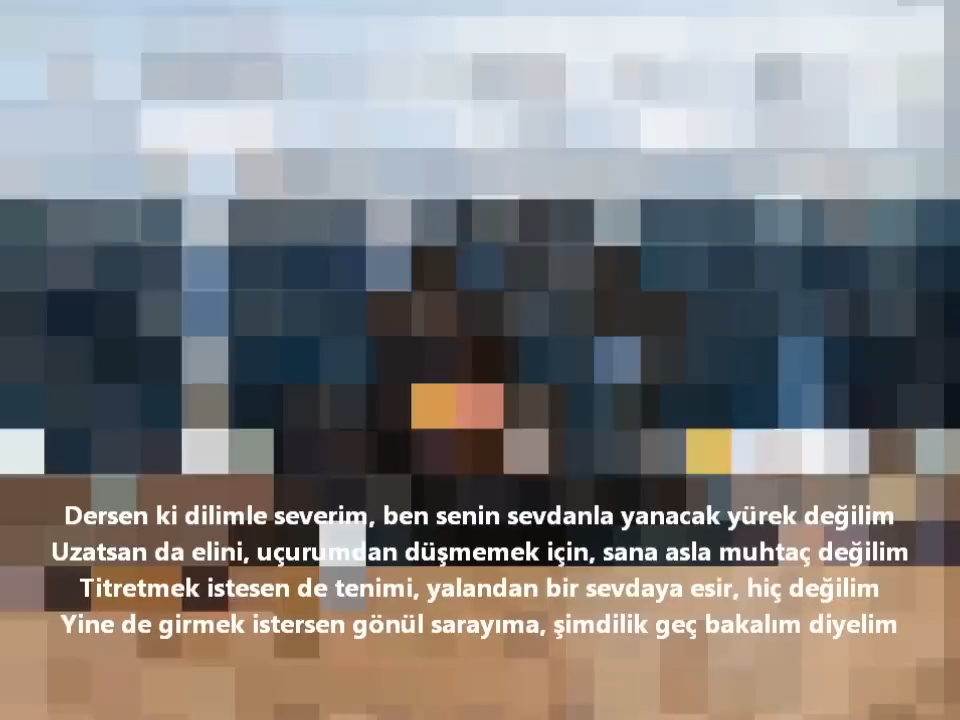 Dersen ki dilimle severim, ben senin sevdanla yanacak yürek değilim
Uzatsan da elini, uçurumdan düşmemek için, sana asla muhtaç değilim
Titretmek istesen de tenimi, yalandan bir sevdaya esir, hiç değilim
Yine de girmek istersen gönül sarayıma, şimdilik geç bakalım diyelim